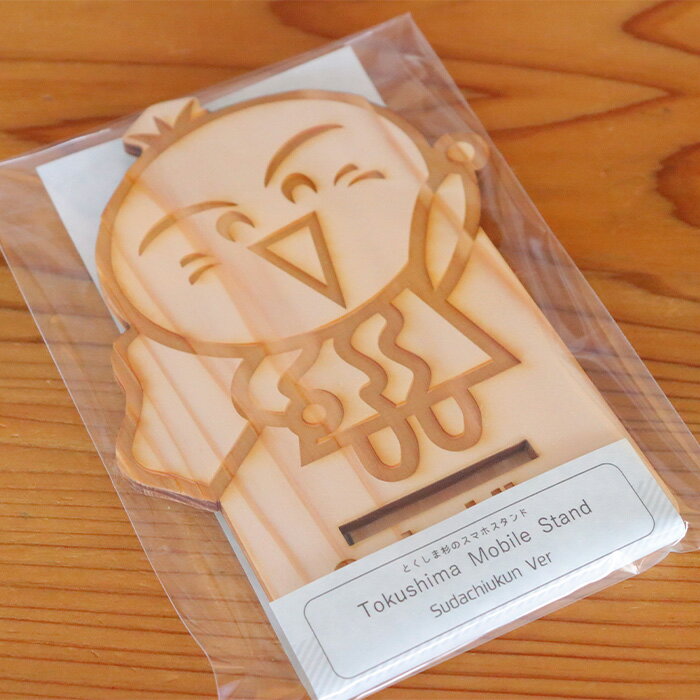 とくしま杉のスマホスタンド
Tokushima Mobile Stand
Sudachiukun Ver